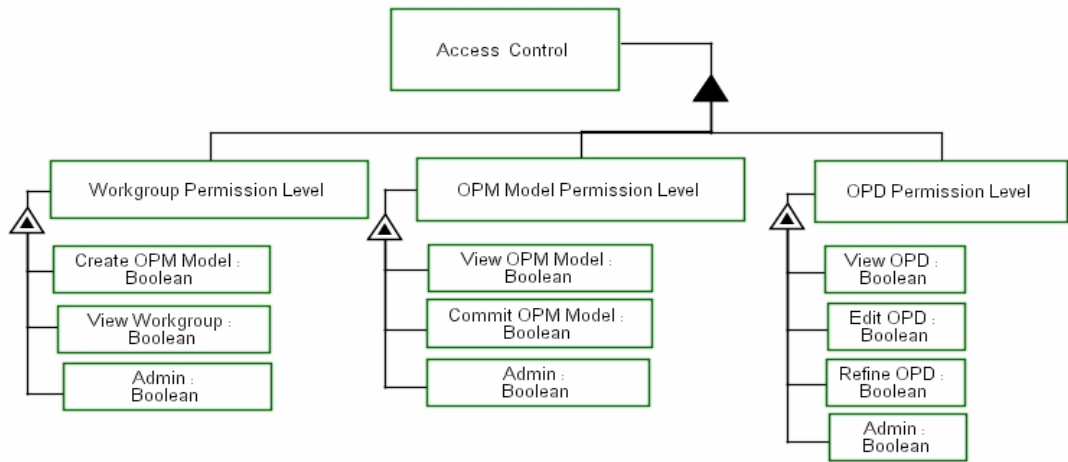 Access Control
Workgroup Permission Level
OPM Model Permission Level
OPD Permission Level
Create OPM Model :
Boolean
View Workgroup :
Boolean
Admin :
Boolean
View OPM Model :
Boolean
Commit OPM Model :
Boolean
Admin :
Boolean
View OPD :
Boolean
Edit OPD :
Boolean
Refine OPD :
Boolean
Admin :
Boolean